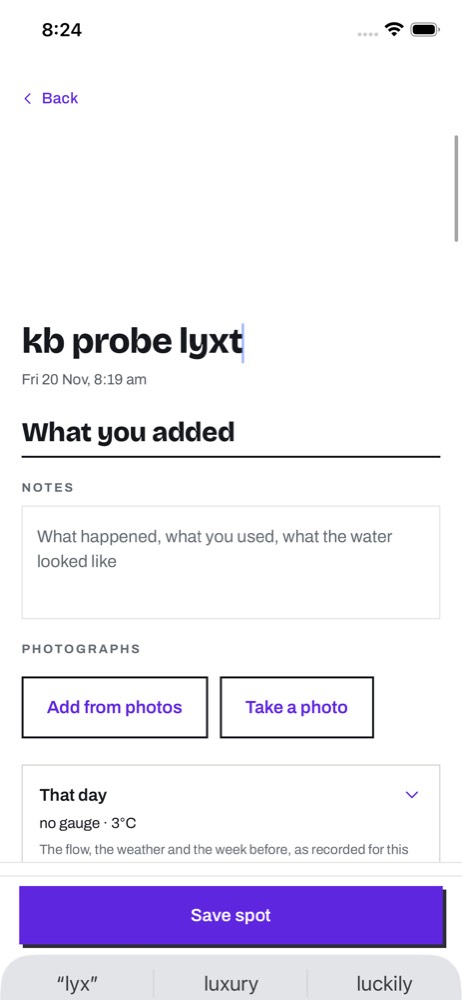 8:24
Back
kb probe lyxt
Fri 20 Nov, 8:19 am
What you added
NOTES
What happened, what you used, what the water
looked like
PHOTOGRAPHS
Add from photos
Take a photo
That day
no gauge · 3°C
The flow, the weather and the week before, as recorded for this
Save spot
“lyx”
luxury
luckily